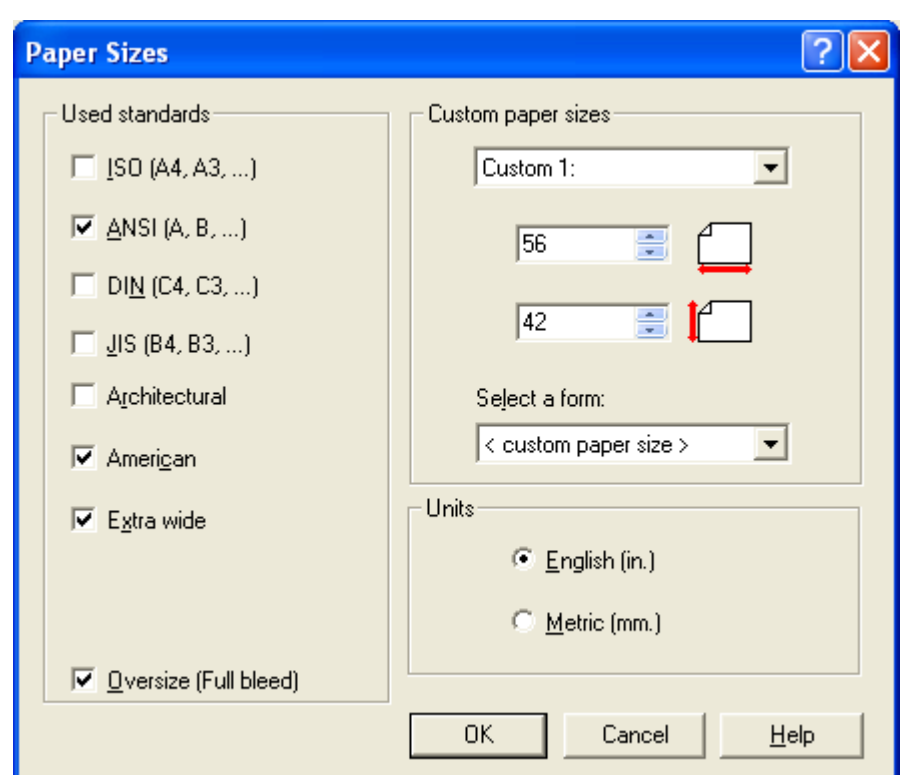 Paper Sizes
Used standards
ISO (A4, A3, ...)
ANSI (A, B, ...)
DIN (C4, C3, ...)
JIS (B4, B3, ...)
Architectural
American
Extra wide
Oversize (Full bleed)
Custom paper sizes
Custom 1:
56
42
Select a form:
< custom paper size >
Units
English (in.)
Metric (mm.)
OK
Cancel
Help